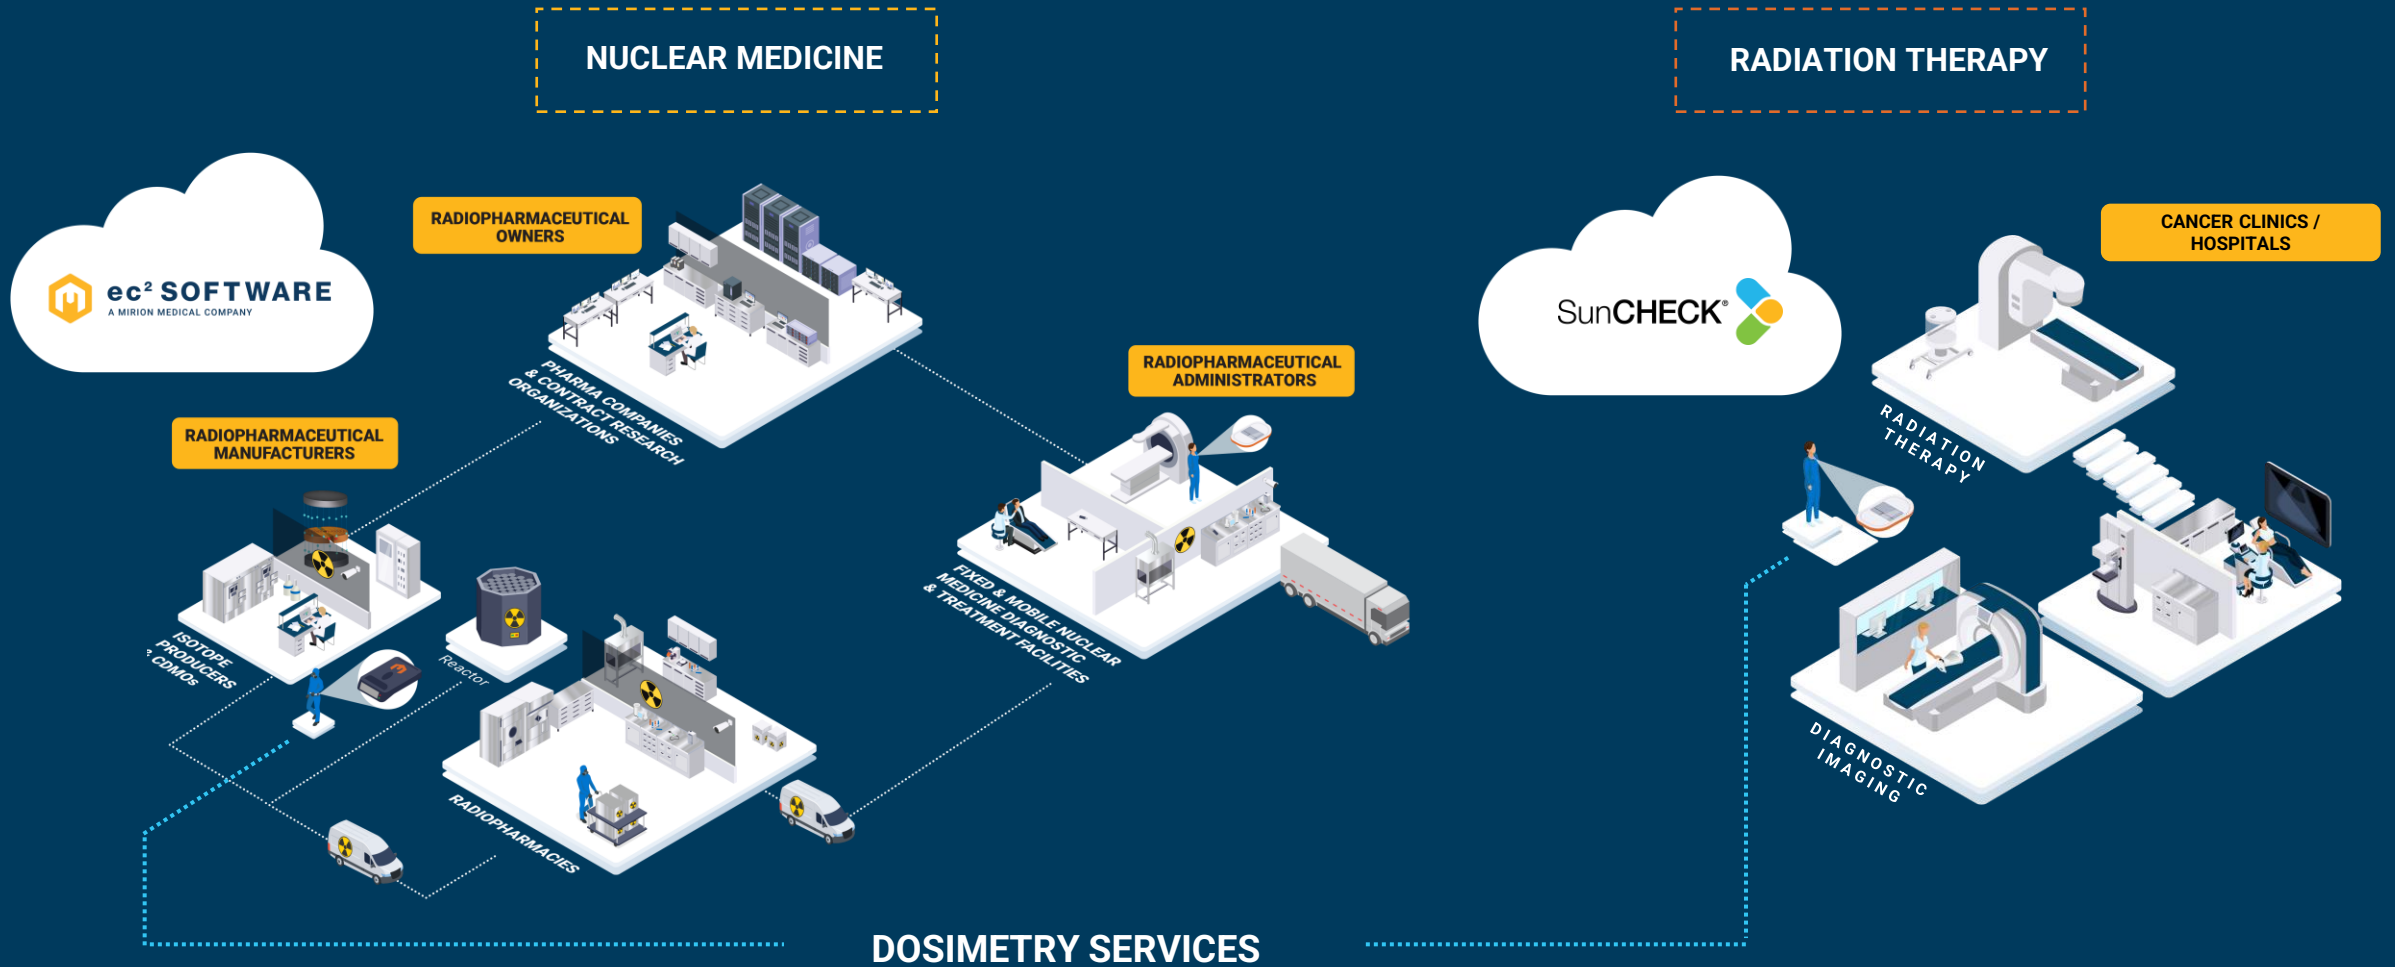 NUCLEAR MEDICINE
RADIATION THERAPY
ec² SOFTWARE
A MIRION MEDICAL COMPANY
RADIOPHARMACEUTICAL
OWNERS
PHARMA COMPANIES
& CONTRACT RESEARCH
ORGANIZATIONS
RADIOPHARMACEUTICAL
MANUFACTURERS
ISOTOPE
PRODUCERS
& CDMOs
Reactor
RADIOPHARMACIES
RADIOPHARMACEUTICAL
ADMINISTRATORS
FIXED & MOBILE NUCLEAR
MEDICINE DIAGNOSTIC
& TREATMENT FACILITIES
SunCHECK®
CANCER CLINICS /
HOSPITALS
RADIATION
THERAPY
DIAGNOSTIC
IMAGING
DOSIMETRY SERVICES